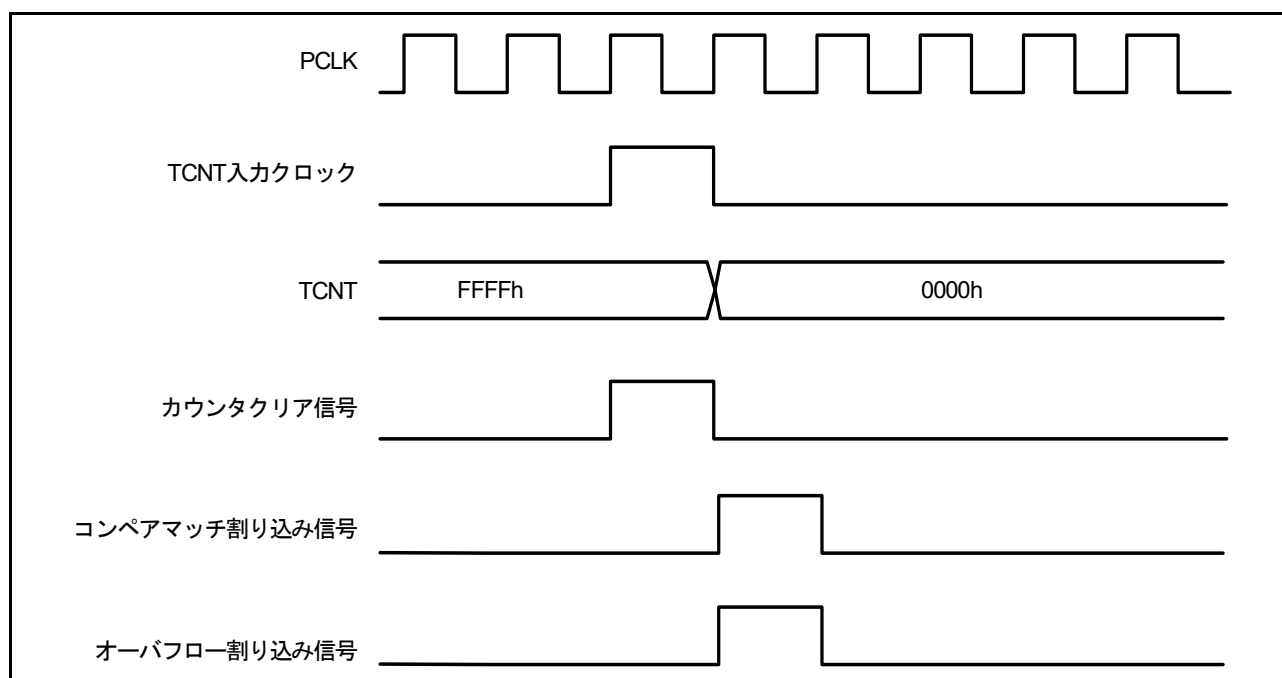 PCLK
TCNT入力クロック
TCNT
FFFFh
0000h
カウンタクリア信号
コンペアマッチ割り込み信号
オーバフロー割り込み信号